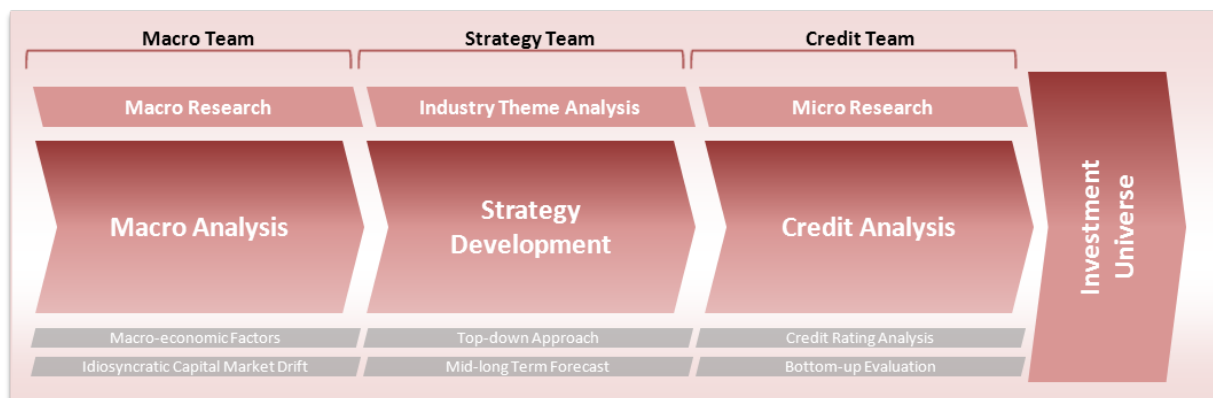 Macro Team
Strategy Team
Credit Team
Macro Research
Industry Theme Analysis
Micro Research
Macro Analysis
Strategy
Development
Credit Analysis
Investment
Universe
Macro-economic Factors
Top-down Approach
Credit Rating Analysis
Idiosyncratic Capital Market Drift
Mid-long Term Forecast
Bottom-up Evaluation